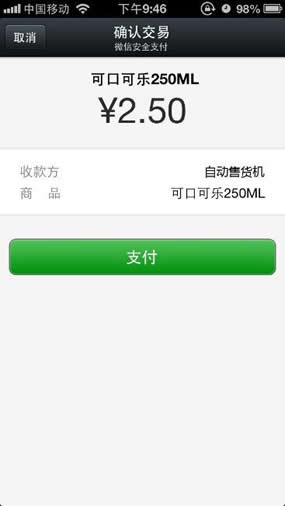 中国移动 下午9:46 98%
取消
确认交易
微信安全支付
可口可乐250ML
¥2.50
收款方 自动售货机
商 品 可口可乐250ML
支付